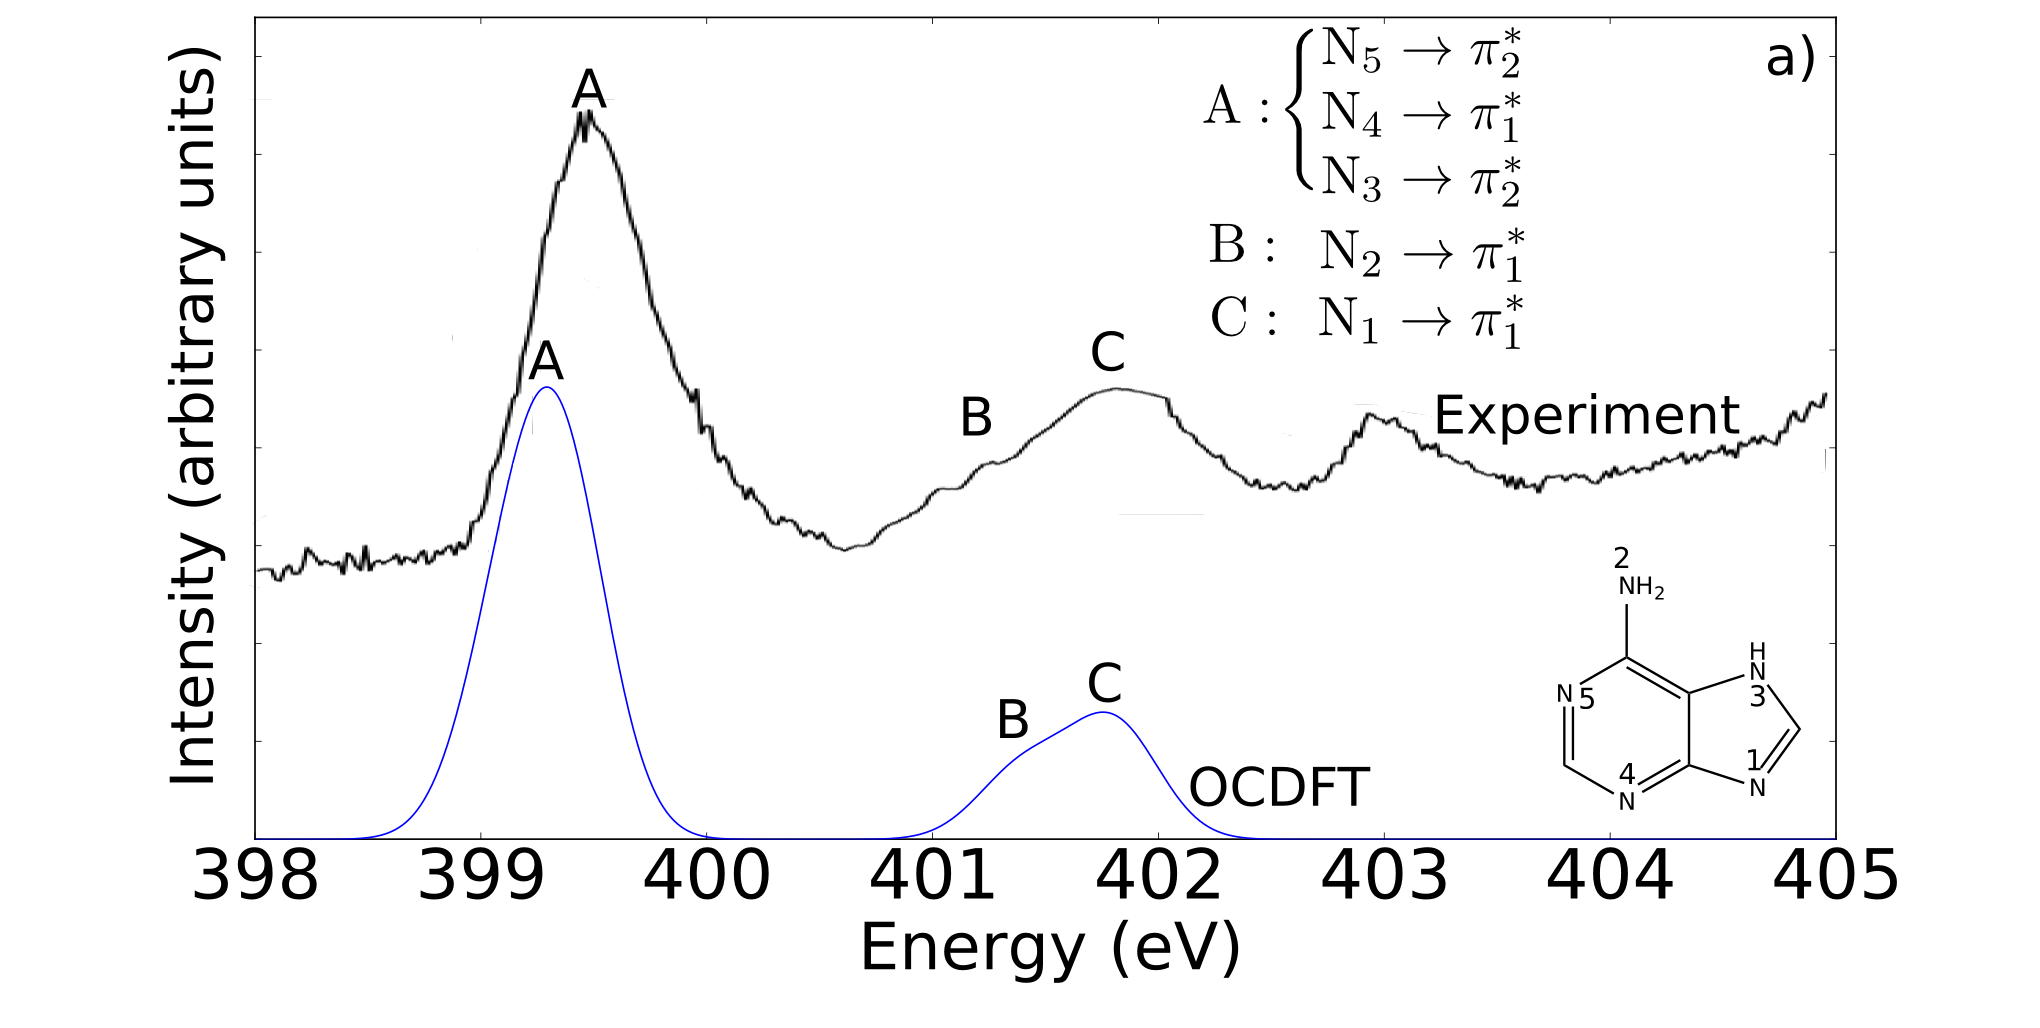 a)
A : { N₅ → π₂*
N₄ → π₁*
N₃ → π₂*
B : N₂ → π₁*
C : N₁ → π₁*
A
A
B
C
Experiment
B
C
OCDFT
2
NH₂
H
N
3
N 5
4
N
1
N
398 399 400 401 402 403 404 405
Energy (eV)
Intensity (arbitrary units)